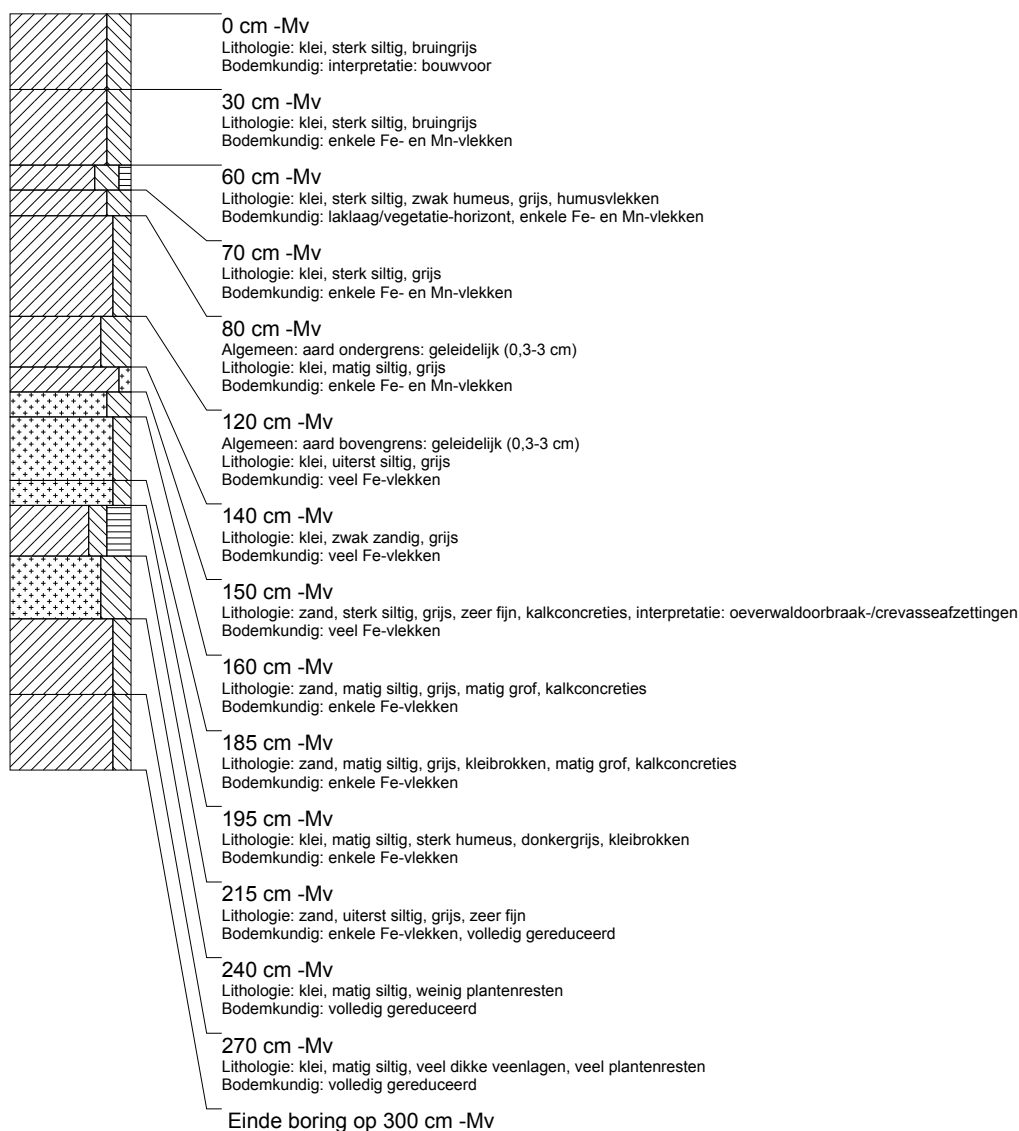 0 cm -Mv
Lithologie: klei, sterk siltig, bruingrijs
Bodemkundig: interpretatie: bouwvoor
30 cm -Mv
Lithologie: klei, sterk siltig, bruingrijs
Bodemkundig: enkele Fe- en Mn-vlekken
60 cm -Mv
Lithologie: klei, sterk siltig, zwak humeus, grijs, humusvlekken
Bodemkundig: laklaag/vegetatie-horizont, enkele Fe- en Mn-vlekken
70 cm -Mv
Lithologie: klei, sterk siltig, grijs
Bodemkundig: enkele Fe- en Mn-vlekken
80 cm -Mv
Algemeen: aard ondergrens: geleidelijk (0,3-3 cm)
Lithologie: klei, matig siltig, grijs
Bodemkundig: enkele Fe- en Mn-vlekken
120 cm -Mv
Algemeen: aard bovengrens: geleidelijk (0,3-3 cm)
Lithologie: klei, uiterst siltig, grijs
Bodemkundig: veel Fe-vlekken
140 cm -Mv
Lithologie: klei, zwak zandig, grijs
Bodemkundig: veel Fe-vlekken
150 cm -Mv
Lithologie: zand, sterk siltig, grijs, zeer fijn, kalkconcreties, interpretatie: oeverwaldoorbraak-/crevasseafzettingen
Bodemkundig: veel Fe-vlekken
160 cm -Mv
Lithologie: zand, matig siltig, grijs, matig grof, kalkconcreties
Bodemkundig: enkele Fe-vlekken
185 cm -Mv
Lithologie: zand, matig siltig, grijs, kleibrokken, matig grof, kalkconcreties
Bodemkundig: enkele Fe-vlekken
195 cm -Mv
Lithologie: klei, matig siltig, sterk humeus, donkergrijs, kleibrokken
Bodemkundig: enkele Fe-vlekken
215 cm -Mv
Lithologie: zand, uiterst siltig, grijs, zeer fijn
Bodemkundig: enkele Fe-vlekken, volledig gereduceerd
240 cm -Mv
Lithologie: klei, matig siltig, weinig plantenresten
Bodemkundig: volledig gereduceerd
270 cm -Mv
Lithologie: klei, matig siltig, veel dikke veenlagen, veel plantenresten
Bodemkundig: volledig gereduceerd
Einde boring op 300 cm -Mv